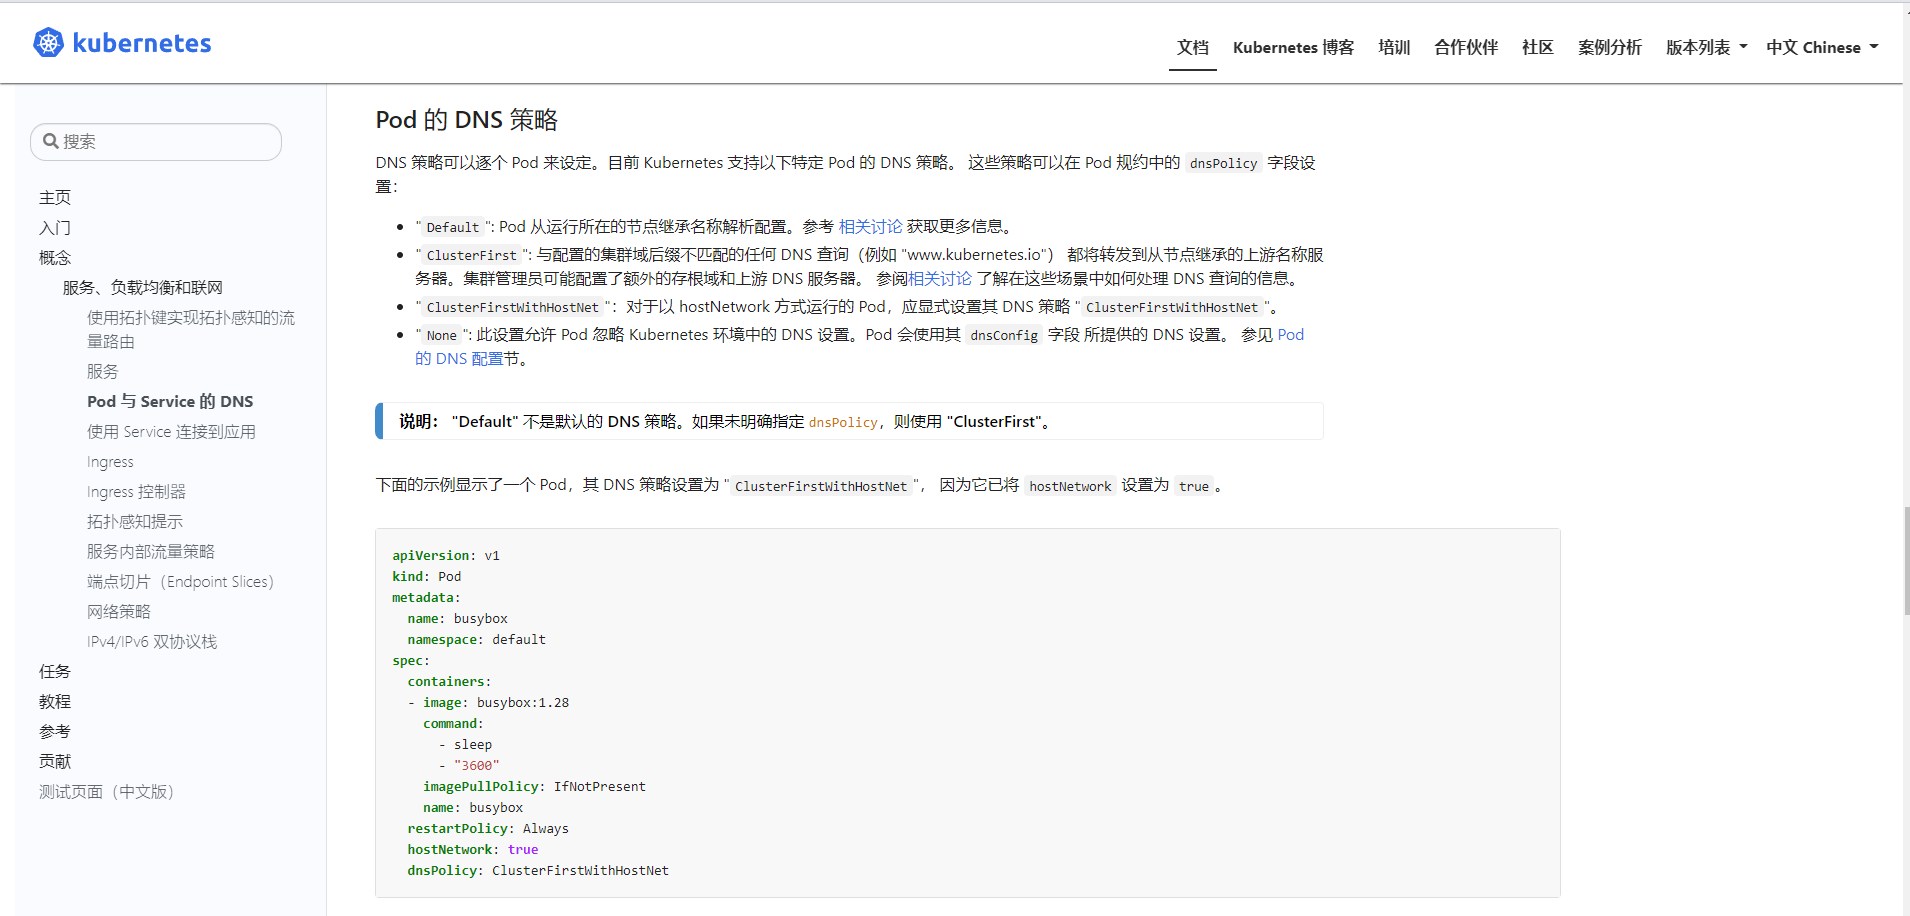 kubernetes
文档 Kubernetes 博客 培训 合作伙伴 社区 案例分析 版本列表 中文 Chinese
搜索
主页
入门
概念
服务、负载均衡和联网
使用拓扑键实现拓扑感知的流
量路由
服务
Pod 与 Service 的 DNS
使用 Service 连接到应用
Ingress
Ingress 控制器
拓扑感知提示
服务内部流量策略
端点切片（Endpoint Slices）
网络策略
IPv4/IPv6 双协议栈
任务
教程
参考
贡献
测试页面（中文版）
Pod 的 DNS 策略
DNS 策略可以逐个 Pod 来设定。目前 Kubernetes 支持以下特定 Pod 的 DNS 策略。 这些策略可以在 Pod 规约中的 dnsPolicy 字段设
置：
• "Default": Pod 从运行所在的节点继承名称解析配置。参考 相关讨论 获取更多信息。
• "ClusterFirst": 与配置的集群域后缀不匹配的任何 DNS 查询（例如 "www.kubernetes.io"） 都将转发到从节点继承的上游名称服
务器。集群管理员可能配置了额外的存根域和上游 DNS 服务器。 参阅相关讨论 了解在这些场景中如何处理 DNS 查询的信息。
• "ClusterFirstWithHostNet"：对于以 hostNetwork 方式运行的 Pod，应显式设置其 DNS 策略 "ClusterFirstWithHostNet"。
• "None": 此设置允许 Pod 忽略 Kubernetes 环境中的 DNS 设置。Pod 会使用其 dnsConfig 字段 所提供的 DNS 设置。 参见 Pod
的 DNS 配置节。
说明： "Default" 不是默认的 DNS 策略。如果未明确指定 dnsPolicy，则使用 "ClusterFirst"。
下面的示例显示了一个 Pod，其 DNS 策略设置为 "ClusterFirstWithHostNet"， 因为它已将 hostNetwork 设置为 true。
apiVersion: v1
kind: Pod
metadata:
  name: busybox
  namespace: default
spec:
  containers:
  - image: busybox:1.28
    command:
      - sleep
      - "3600"
    imagePullPolicy: IfNotPresent
    name: busybox
  restartPolicy: Always
  hostNetwork: true
  dnsPolicy: ClusterFirstWithHostNet